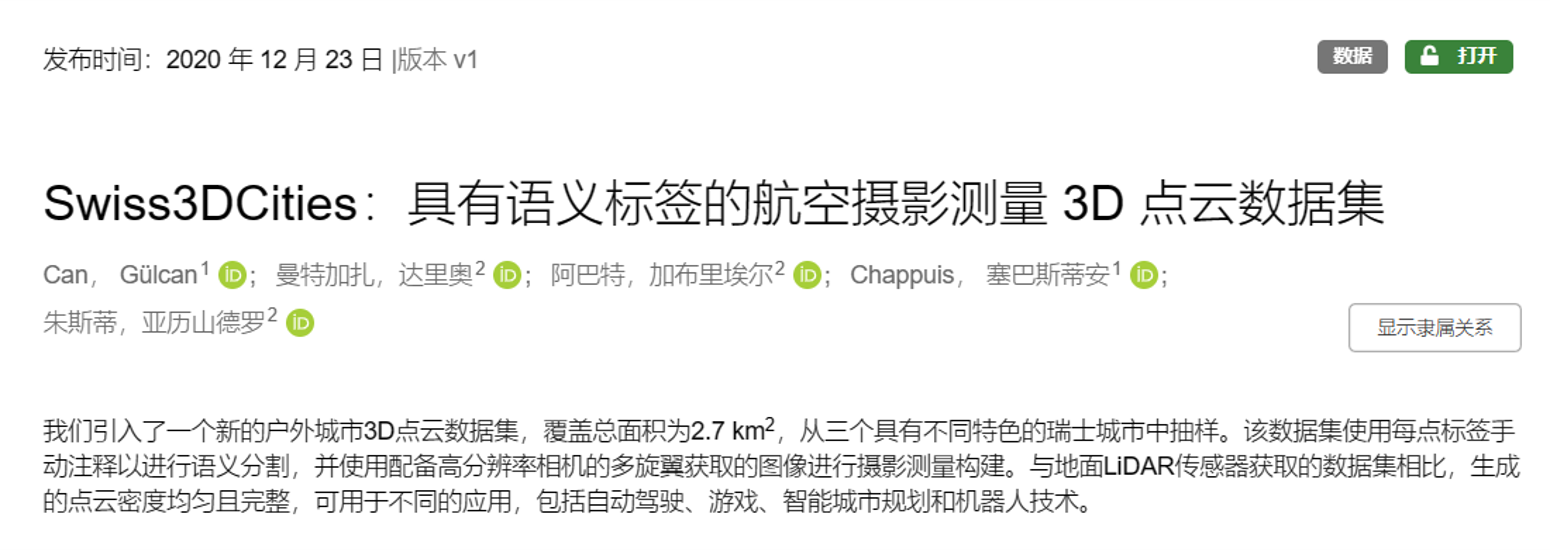 发布时间：2020 年 12 月 23 日 |版本 v1
数据
打开
Swiss3DCities：具有语义标签的航空摄影测量 3D 点云数据集
Can， Gülcan1 iD； 曼特加扎，达里奥2 iD； 阿巴特，加布里埃尔2 iD； Chappuis， 塞巴斯蒂安1 iD；
朱斯蒂，亚历山德罗2 iD
显示隶属关系
我们引入了一个新的户外城市3D点云数据集，覆盖总面积为2.7 km2，从三个具有不同特色的瑞士城市中抽样。该数据集使用每点标签手
动注释以进行语义分割，并使用配备高分辨率相机的多旋翼获取的图像进行摄影测量构建。与地面LiDAR传感器获取的数据集相比，生成
的点云密度均匀且完整，可用于不同的应用，包括自动驾驶、游戏、智能城市规划和机器人技术。